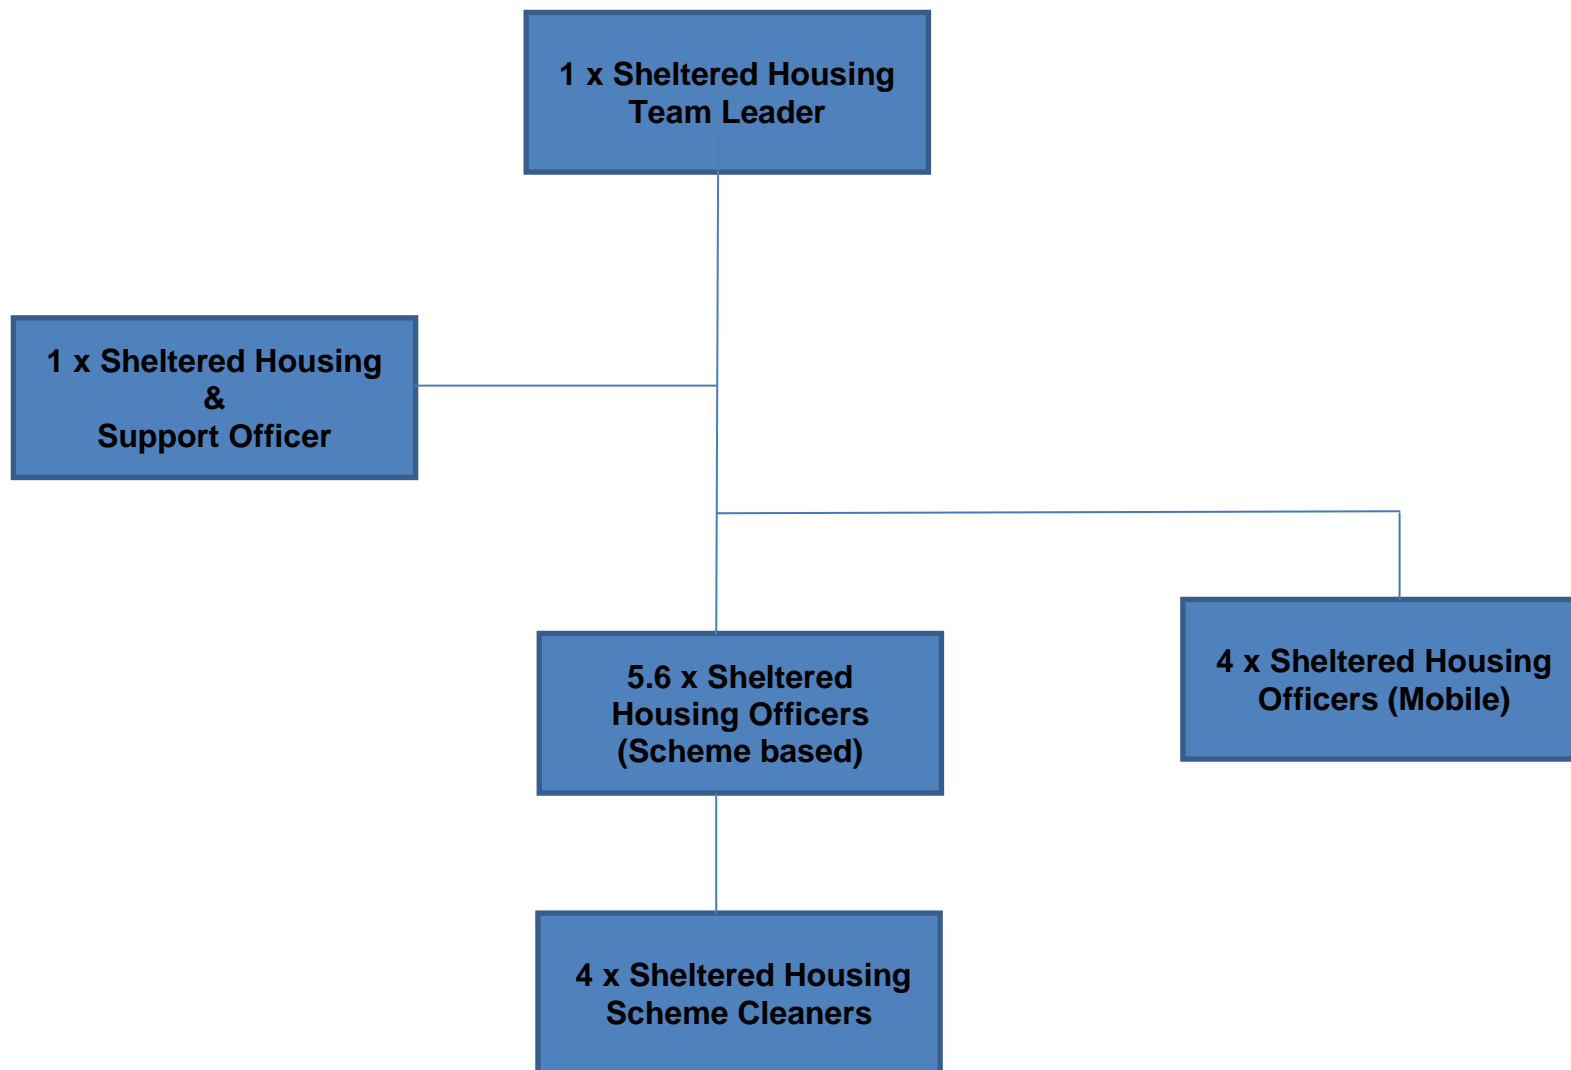 1 x Sheltered Housing
Team Leader
1 x Sheltered Housing
&
Support Officer
5.6 x Sheltered
Housing Officers
(Scheme based)
4 x Sheltered Housing
Officers (Mobile)
4 x Sheltered Housing
Scheme Cleaners